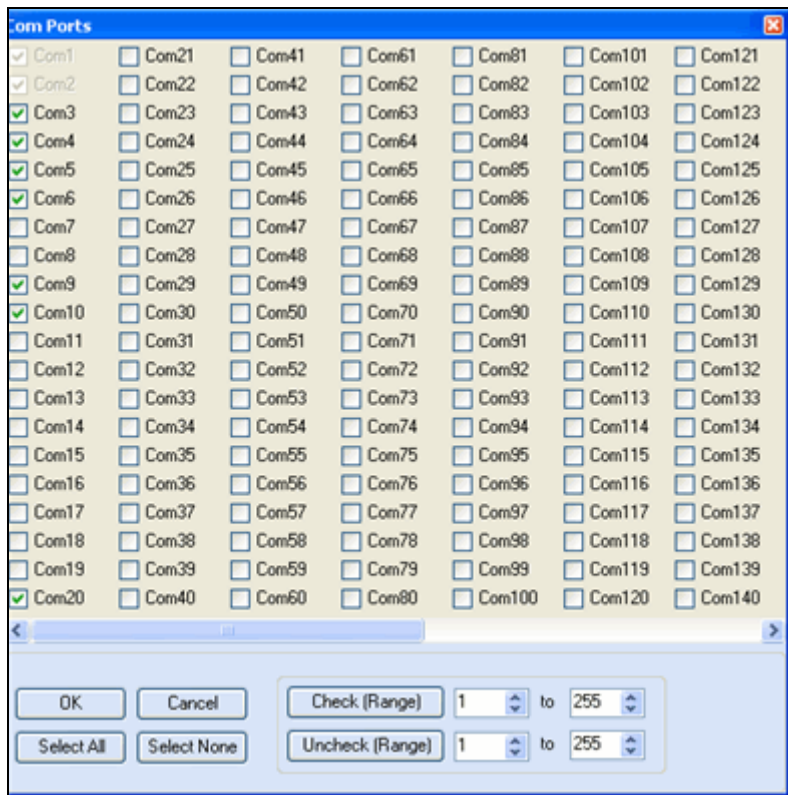 Com Ports
Com1 Com21 Com41 Com61 Com81 Com101 Com121
Com2 Com22 Com42 Com62 Com82 Com102 Com122
Com3 Com23 Com43 Com63 Com83 Com103 Com123
Com4 Com24 Com44 Com64 Com84 Com104 Com124
Com5 Com25 Com45 Com65 Com85 Com105 Com125
Com6 Com26 Com46 Com66 Com86 Com106 Com126
Com7 Com27 Com47 Com67 Com87 Com107 Com127
Com8 Com28 Com48 Com68 Com88 Com108 Com128
Com9 Com29 Com49 Com69 Com89 Com109 Com129
Com10 Com30 Com50 Com70 Com90 Com110 Com130
Com11 Com31 Com51 Com71 Com91 Com111 Com131
Com12 Com32 Com52 Com72 Com92 Com112 Com132
Com13 Com33 Com53 Com73 Com93 Com113 Com133
Com14 Com34 Com54 Com74 Com94 Com114 Com134
Com15 Com35 Com55 Com75 Com95 Com115 Com135
Com16 Com36 Com56 Com76 Com96 Com116 Com136
Com17 Com37 Com57 Com77 Com97 Com117 Com137
Com18 Com38 Com58 Com78 Com98 Com118 Com138
Com19 Com39 Com59 Com79 Com99 Com119 Com139
Com20 Com40 Com60 Com80 Com100 Com120 Com140
OK Cancel Check (Range) 1 to 255
Select All Select None Uncheck (Range) 1 to 255